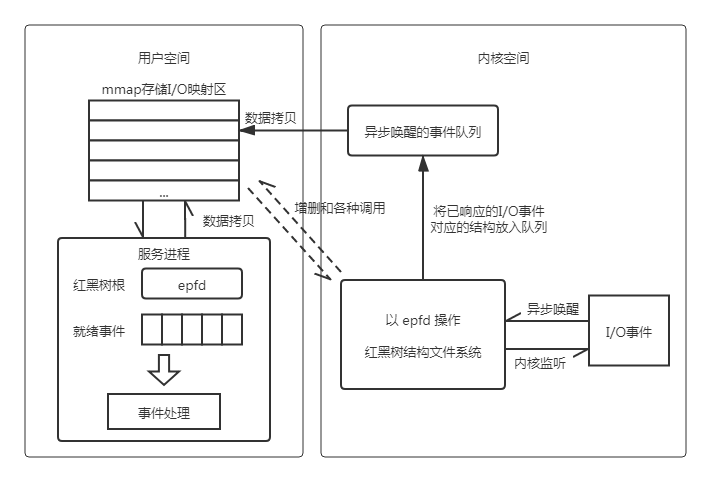 用户空间
内核空间
mmap存储I/O映射区
...
数据拷贝
异步唤醒的事件队列
增删和各种调用
将已响应的I/O事件
对应的结构放入队列
数据拷贝
服务进程
红黑树根
epfd
就绪事件
事件处理
以 epfd 操作
红黑树结构文件系统
异步唤醒
I/O事件
内核监听